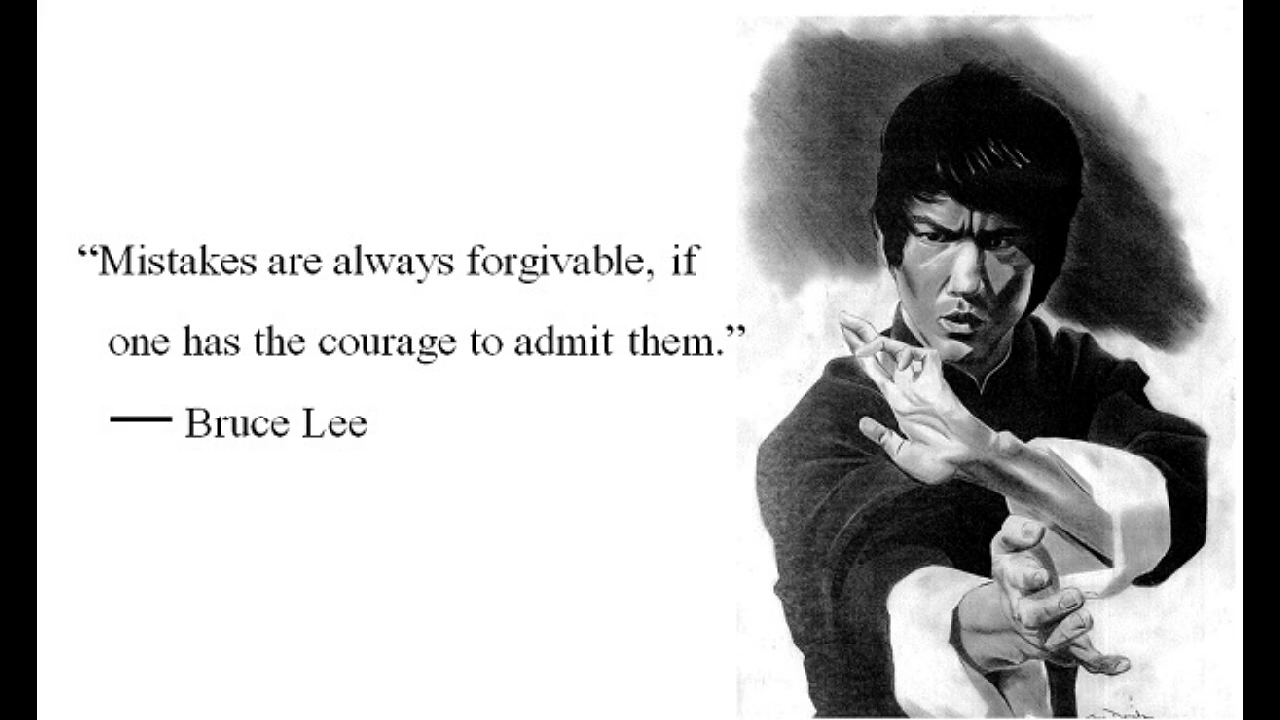 “Mistakes are always forgivable, if
one has the courage to admit them.”
— Bruce Lee